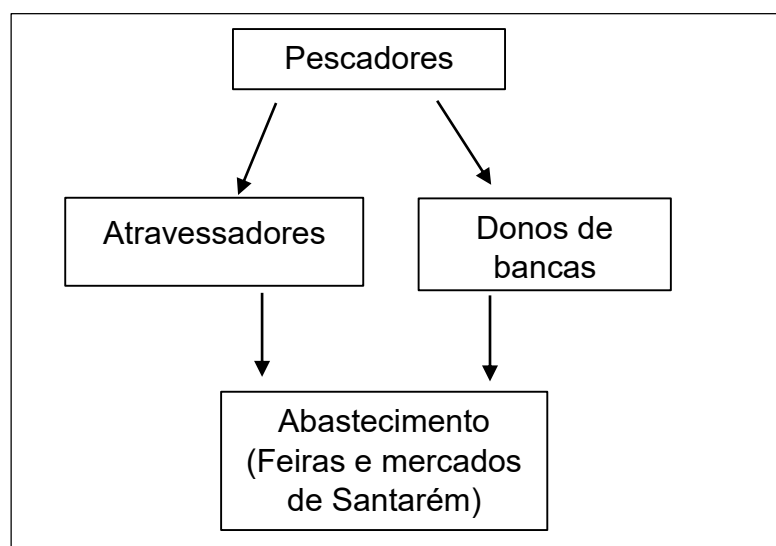 Pescadores
Atravessadores
Donos de
bancas
Abastecimento
(Feiras e mercados
de Santarém)